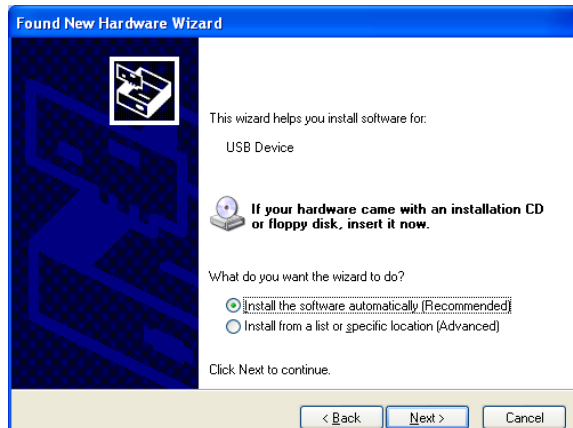 Found New Hardware Wizard
This wizard helps you install software for:
USB Device
If your hardware came with an installation CD
or floppy disk, insert it now.
What do you want the wizard to do?
Install the software automatically (Recommended)
Install from a list or specific location (Advanced)
Click Next to continue.
< Back Next > Cancel